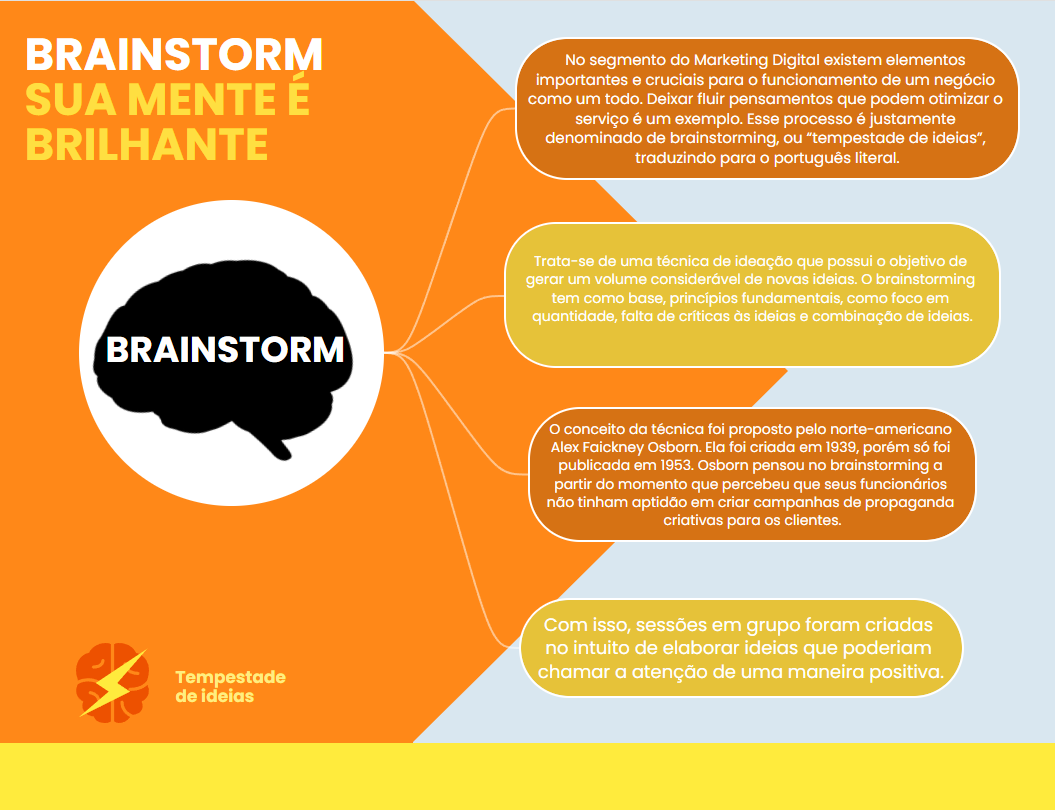 BRAINSTORM
SUA MENTE É
BRILHANTE
BRAINSTORM
No segmento do Marketing Digital existem elementos
importantes e cruciais para o funcionamento de um negócio
como um todo. Deixar fluir pensamentos que podem otimizar o
serviço é um exemplo. Esse processo é justamente
denominado de brainstorming, ou “tempestade de ideias”,
traduzindo para o português literal.
Trata-se de uma técnica de ideação que possui o objetivo de
gerar um volume considerável de novas ideias. O brainstorming
tem como base, princípios fundamentais, como foco em
quantidade, falta de críticas às ideias e combinação de ideias.
O conceito da técnica foi proposto pelo norte-americano
Alex Faickney Osborn. Ela foi criada em 1939, porém só foi
publicada em 1953. Osborn pensou no brainstorming a
partir do momento que percebeu que seus funcionários
não tinham aptidão em criar campanhas de propaganda
criativas para os clientes.
Com isso, sessões em grupo foram criadas
no intuito de elaborar ideias que poderiam
chamar a atenção de uma maneira positiva.
Tempestade
de ideias